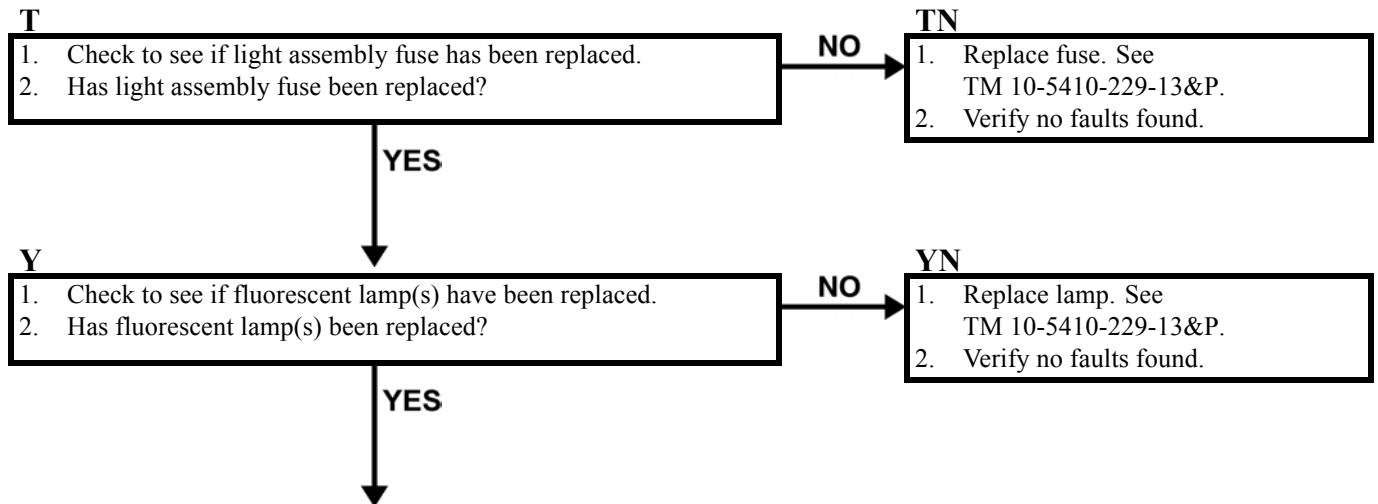 T
1. Check to see if light assembly fuse has been replaced.
2. Has light assembly fuse been replaced?
NO
TN
1. Replace fuse. See
TM 10-5410-229-13&P.
2. Verify no faults found.
YES
Y
1. Check to see if fluorescent lamp(s) have been replaced.
2. Has fluorescent lamp(s) been replaced?
NO
YN
1. Replace lamp. See
TM 10-5410-229-13&P.
2. Verify no faults found.
YES